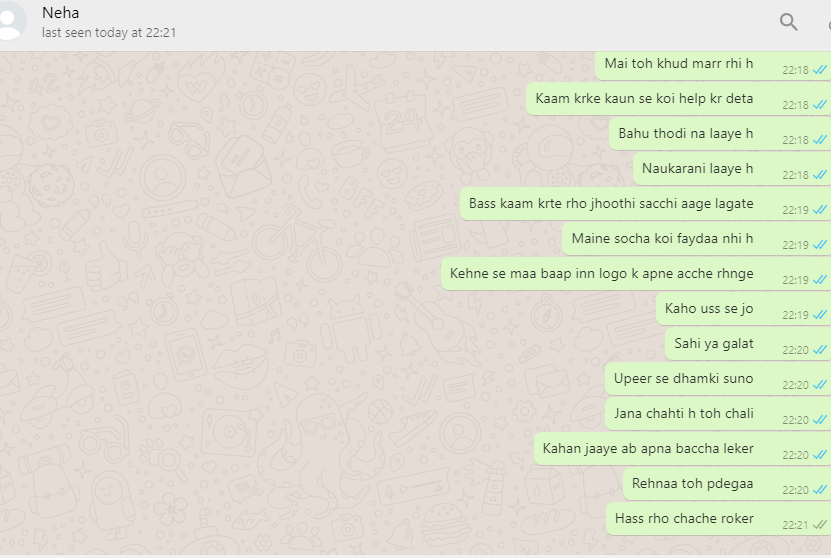 Neha
last seen today at 22:21
Mai toh khud marr rhi h 22:18
Kaam krke kaun se koi help kr deta 22:18
Bahu thodi na laaye h 22:18
Naukarani laaye h 22:18
Bass kaam krte rho jhoothi sacchi aage lagate 22:19
Maine socha koi faydaa nhi h 22:19
Kehne se maa baap inn logo k apne acche rhnge 22:19
Kaho uss se jo 22:19
Sahi ya galat 22:20
Upeer se dhamki suno 22:20
Jana chahti h toh chali 22:20
Kahan jaaye ab apna baccha leker 22:20
Rehnaa toh pdegaa 22:20
Hass rho chache roker 22:21